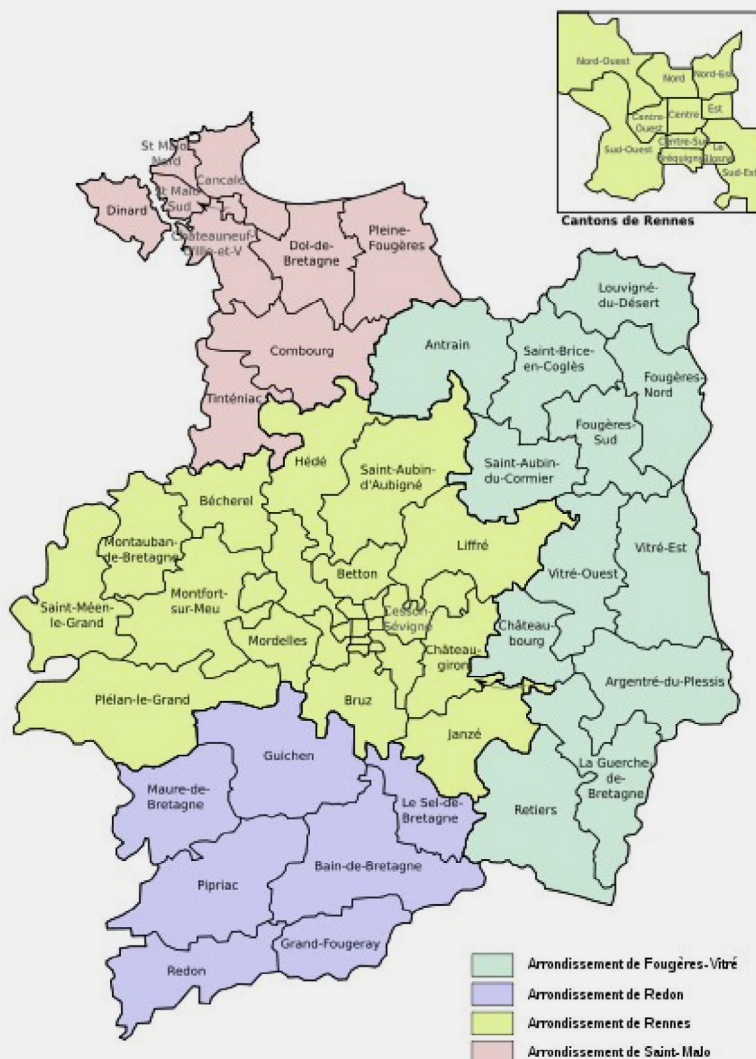 Nord-Ouest
Nord
Nord-Est
Centre-
Ouest
Centre
Est
Centre-Sud
Sud-Ouest
Bréquigny
Le
Sud-Est
Cantons de Rennes
St Malo
Nord
Cancale
St Malo
Sud
Dinard
Châteauneuf-
d'Ille-et-V
Dol-de-
Bretagne
Pleine-
Fougères
Louvigné-
du-Désert
Combourg
Antrain
Saint-Brice-
en-Coglès
Fougères-
Nord
Tinténiac
Fougères-
Sud
Hédé
Saint-Aubin-
d'Aubigné
Saint-Aubin-
du-Cormier
Bécherel
Montauban-
de-Bretagne
Liffré
Vitré-Est
Betton
Vitré-Ouest
Montfort-
sur-Meu
Saint-Méen-
le-Grand
Cesson-
Sévigné
Mordelles
Château-
bourg
Château-
giron
Argentré-du-Plessis
Plélan-le-Grand
Bruz
Janzé
Guichen
La Guerche-
de-
Bretagne
Maure-de-
Bretagne
Le Sel-de-
Bretagne
Retiers
Bain-de-Bretagne
Pipriac
Grand-Fougeray
Redon
Arrondissement de Fougères-Vitré
Arrondissement de Redon
Arrondissement de Rennes
Arrondissement de Saint-Malo